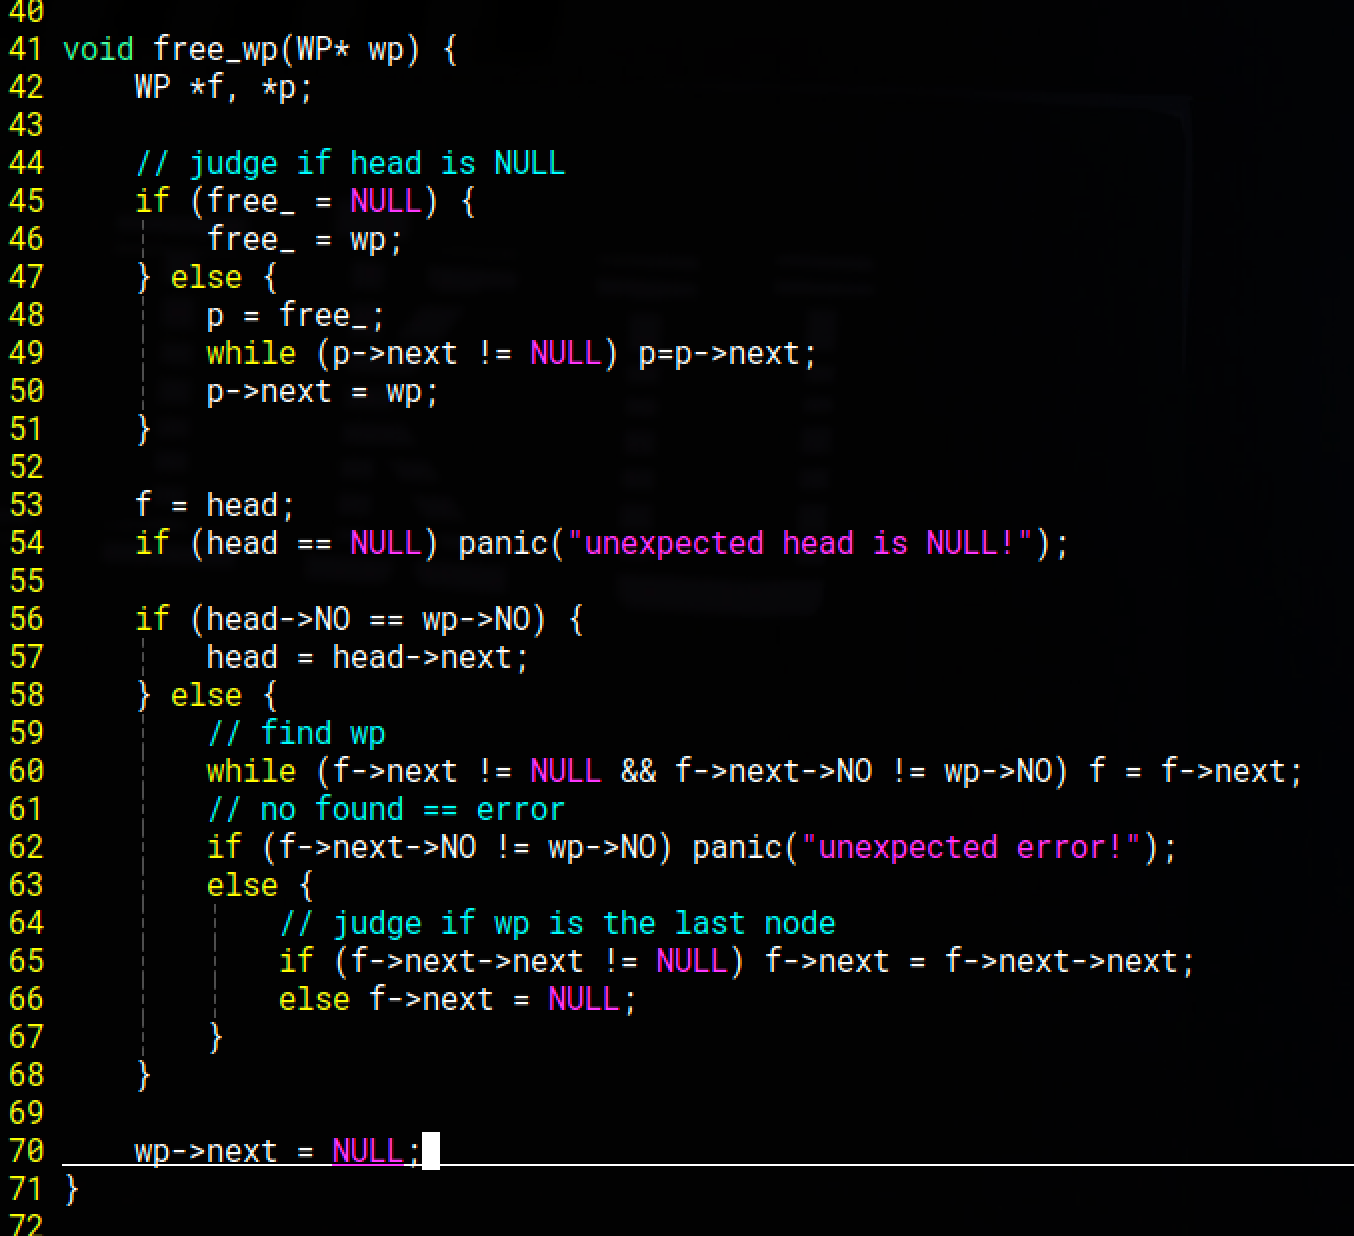 40
41 void free_wp(WP* wp) {
42     WP *f, *p;
43
44     // judge if head is NULL
45     if (free_ = NULL) {
46         free_ = wp;
47     } else {
48         p = free_;
49         while (p->next != NULL) p=p->next;
50         p->next = wp;
51     }
52
53     f = head;
54     if (head == NULL) panic("unexpected head is NULL!");
55
56     if (head->NO == wp->NO) {
57         head = head->next;
58     } else {
59         // find wp
60         while (f->next != NULL && f->next->NO != wp->NO) f = f->next;
61         // no found == error
62         if (f->next->NO != wp->NO) panic("unexpected error!");
63         else {
64             // judge if wp is the last node
65             if (f->next->next != NULL) f->next = f->next->next;
66             else f->next = NULL;
67         }
68     }
69
70     wp->next = NULL;
71 }
72